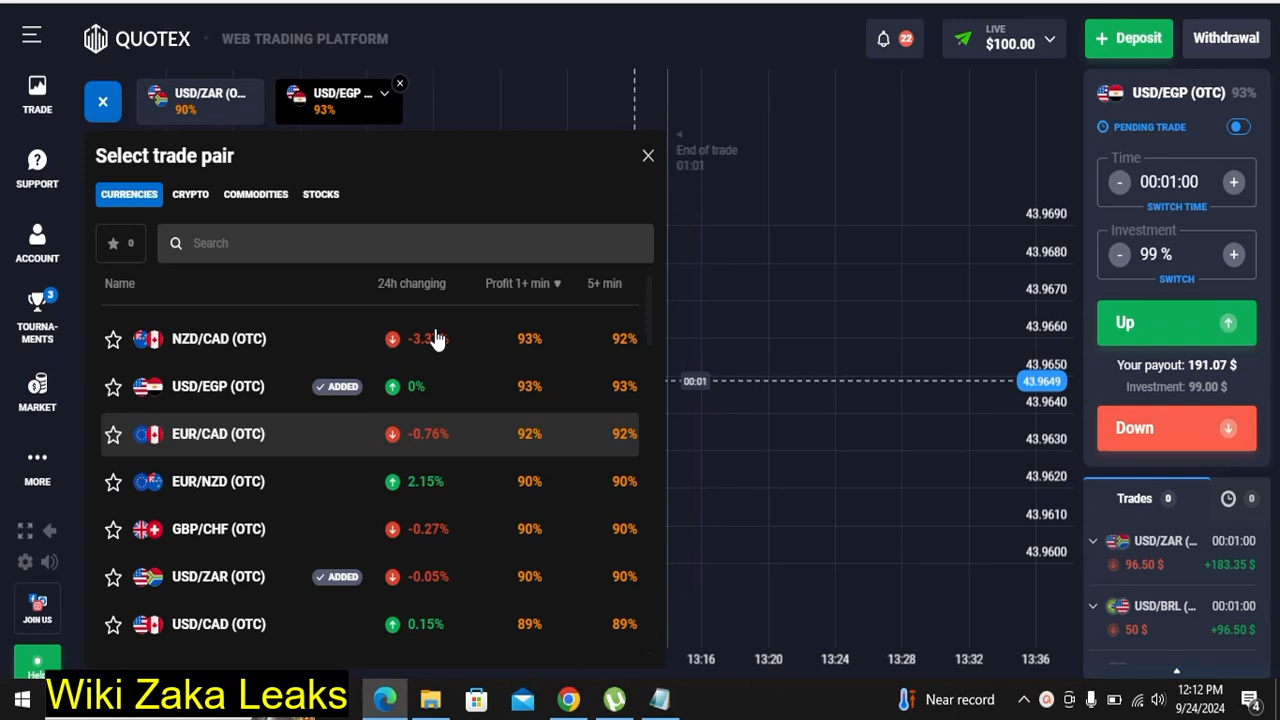 QUOTEX
WEB TRADING PLATFORM
22
LIVE
$100.00
Deposit
Withdrawal
TRADE
SUPPORT
ACCOUNT
3
TOURNA-
MENTS
MARKET
MORE
JOIN US
Help
USD/ZAR (O...
90%
USD/EGP ...
93%
End of trade
01:01
Select trade pair
CURRENCIES CRYPTO COMMODITIES STOCKS
0 Search
Name 24h changing Profit 1+ min 5+ min
NZD/CAD (OTC) 93% 92%
USD/EGP (OTC) ADDED 0% 93% 93%
EUR/CAD (OTC) -0.76% 92% 92%
EUR/NZD (OTC) 2.15% 90% 90%
GBP/CHF (OTC) -0.27% 90% 90%
USD/ZAR (OTC) ADDED -0.05% 90% 90%
USD/CAD (OTC) 0.15% 89% 89%
43.9690
43.9680
43.9670
43.9660
43.9650
00:01 43.9649
43.9640
43.9630
43.9620
43.9610
43.9600
13:16 13:20 13:24 13:28 13:32 13:36
USD/EGP (OTC) 93%
PENDING TRADE
Time
- 00:01:00 +
SWITCH TIME
Investment
- 99 % +
SWITCH
Up
Your payout: 191.07 $
Investment: 99.00 $
Down
Trades 0 0
USD/ZAR (... 00:01:00
96.50 $ +183.35 $
USD/BRL (... 00:01:00
50 $ +96.50 $
Wiki Zaka Leaks
Near record
12:12 PM
9/24/2024
4